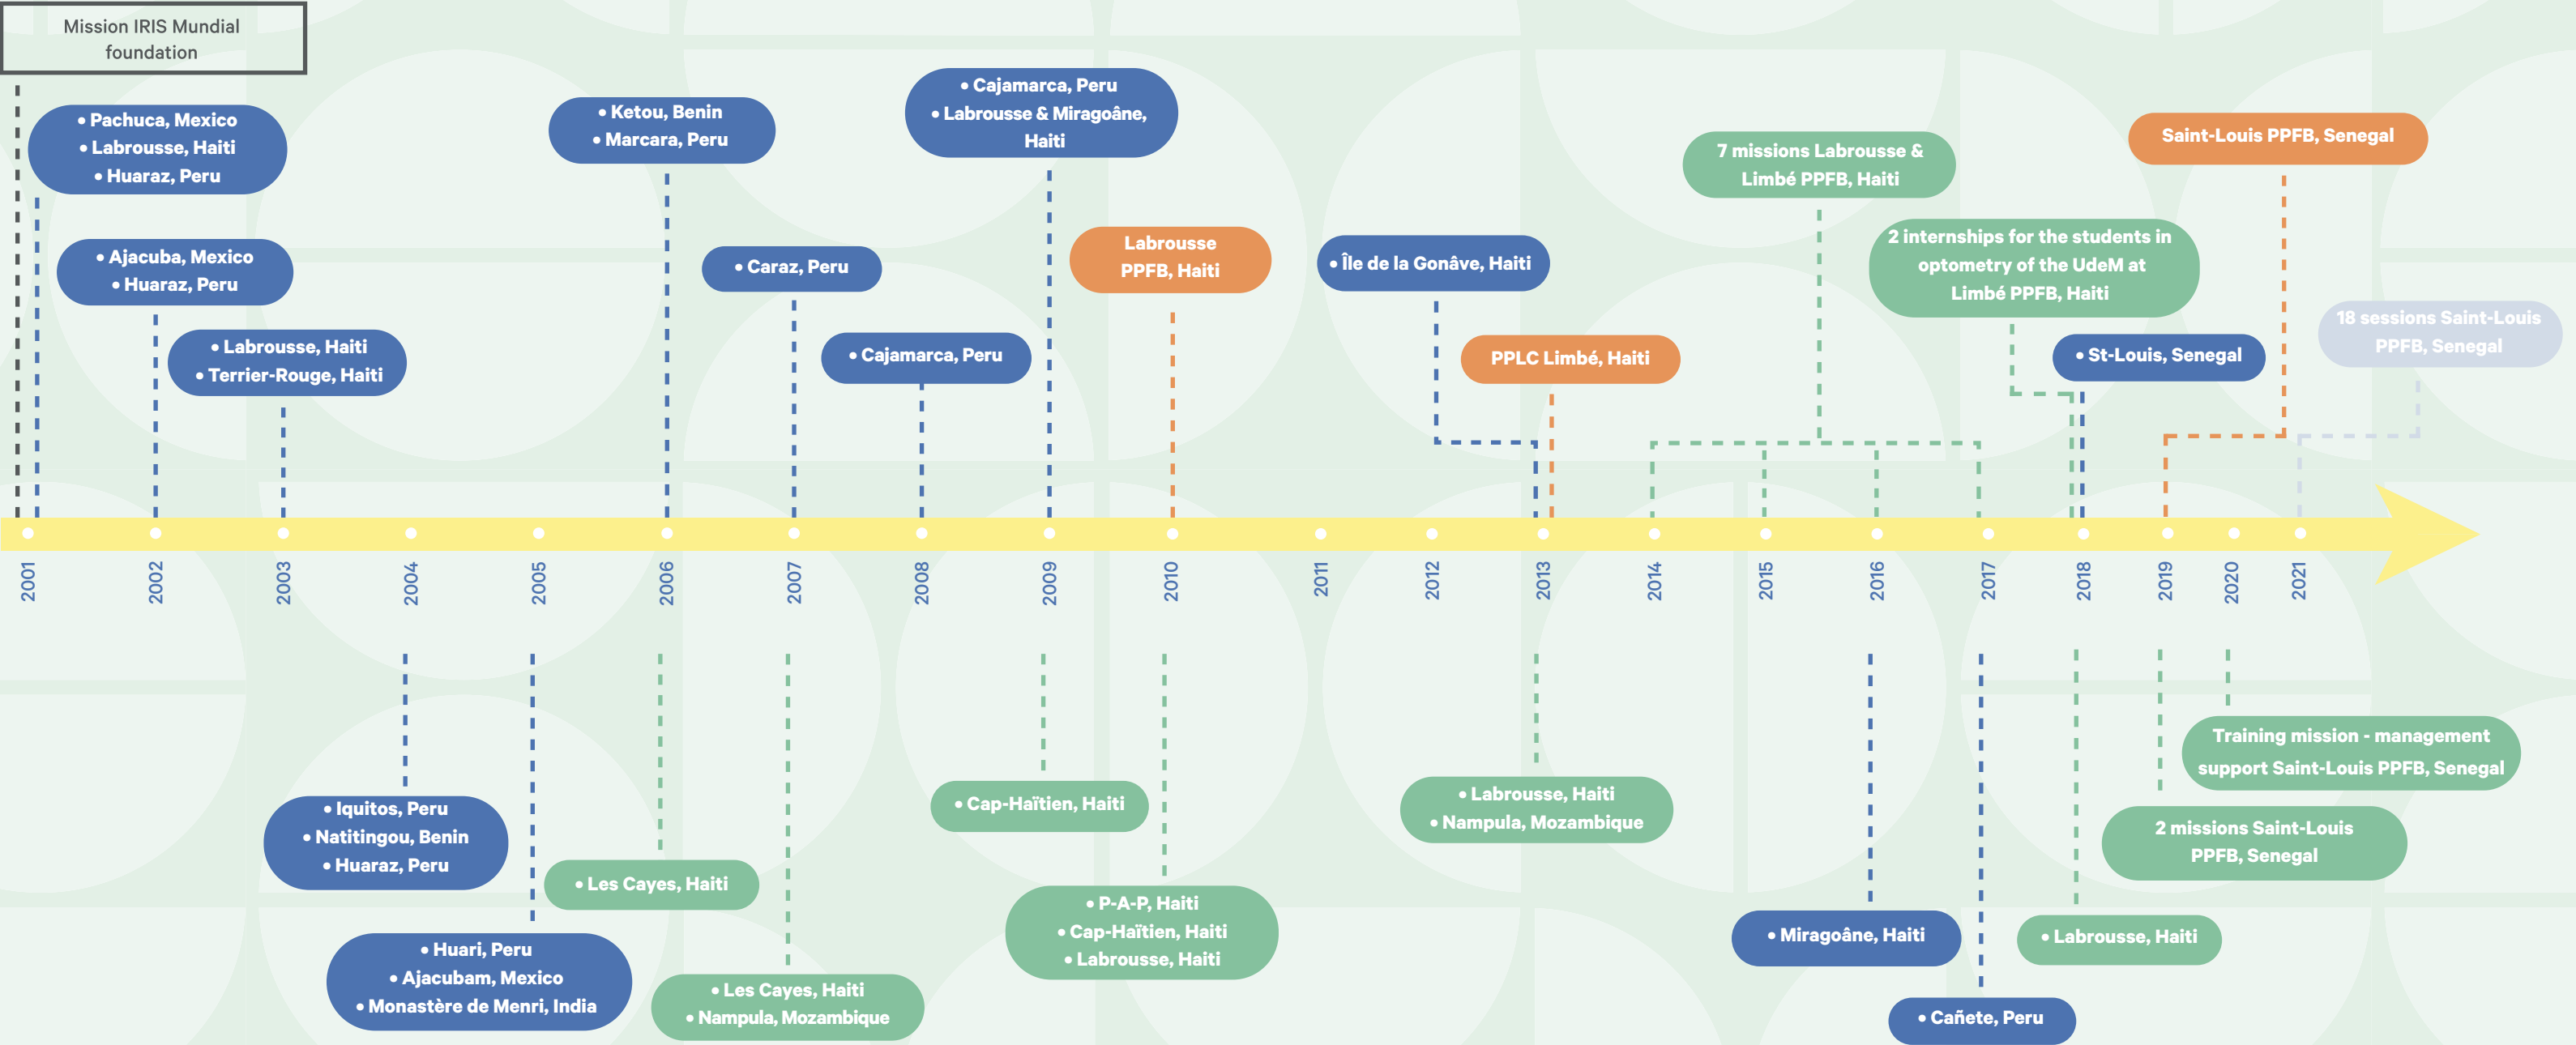 Mission IRIS Mundial
foundation
• Pachuca, Mexico
• Labrousse, Haiti
• Huaraz, Peru
• Ajacuba, Mexico
• Huaraz, Peru
• Labrousse, Haiti
• Terrier-Rouge, Haiti
• Ketou, Benin
• Marcara, Peru
• Caraz, Peru
• Cajamarca, Peru
• Cajamarca, Peru
• Labrousse & Miragoâne,
Haiti
Labrousse
PPFB, Haiti
• Île de la Gonâve, Haiti
PPLC Limbé, Haiti
7 missions Labrousse &
Limbé PPFB, Haiti
2 internships for the students in
optometry of the UdeM at
Limbé PPFB, Haiti
• St-Louis, Senegal
Saint-Louis PPFB, Senegal
18 sessions Saint-Louis
PPFB, Senegal
2001
2002
2003
2004
2005
2006
2007
2008
2009
2010
2011
2012
2013
2014
2015
2016
2017
2018
2019
2020
2021
• Iquitos, Peru
• Natitingou, Benin
• Huaraz, Peru
• Huari, Peru
• Ajacubam, Mexico
• Monastère de Menri, India
• Les Cayes, Haiti
• Les Cayes, Haiti
• Nampula, Mozambique
• Cap-Haïtien, Haiti
• P-A-P, Haiti
• Cap-Haïtien, Haiti
• Labrousse, Haiti
• Labrousse, Haiti
• Nampula, Mozambique
• Miragoâne, Haiti
• Cañete, Peru
• Labrousse, Haiti
2 missions Saint-Louis
PPFB, Senegal
Training mission - management
support Saint-Louis PPFB, Senegal